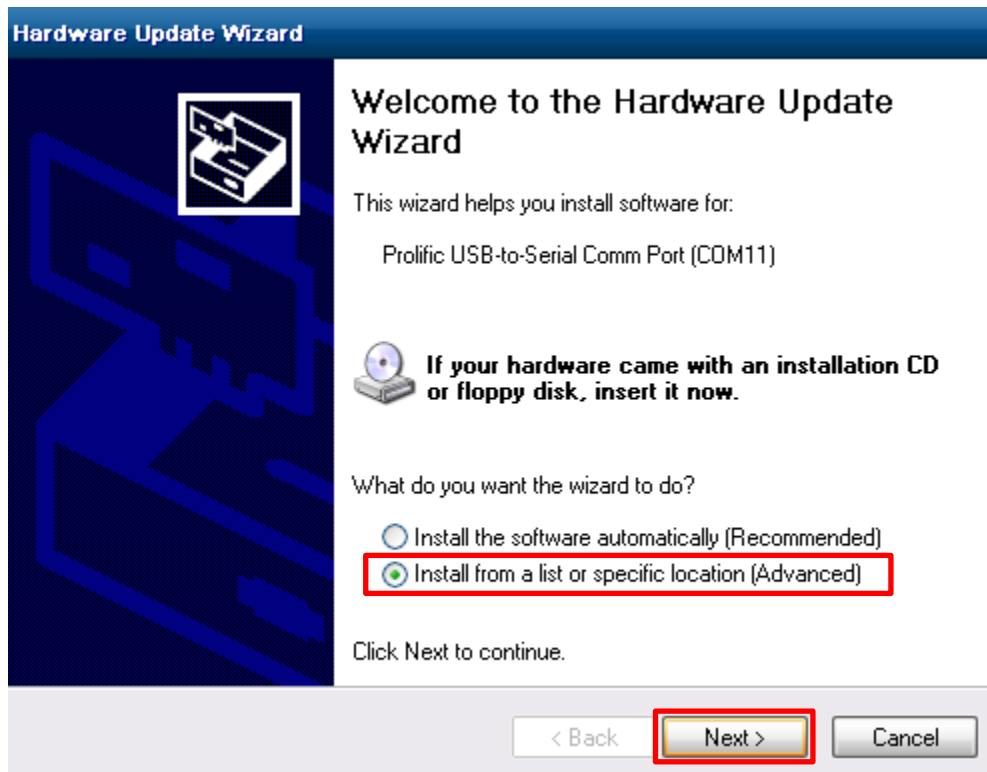 Hardware Update Wizard
Welcome to the Hardware Update
Wizard
This wizard helps you install software for:
Prolific USB-to-Serial Comm Port (COM11)
If your hardware came with an installation CD
or floppy disk, insert it now.
What do you want the wizard to do?
Install the software automatically (Recommended)
Install from a list or specific location (Advanced)
Click Next to continue.
< Back
Next >
Cancel